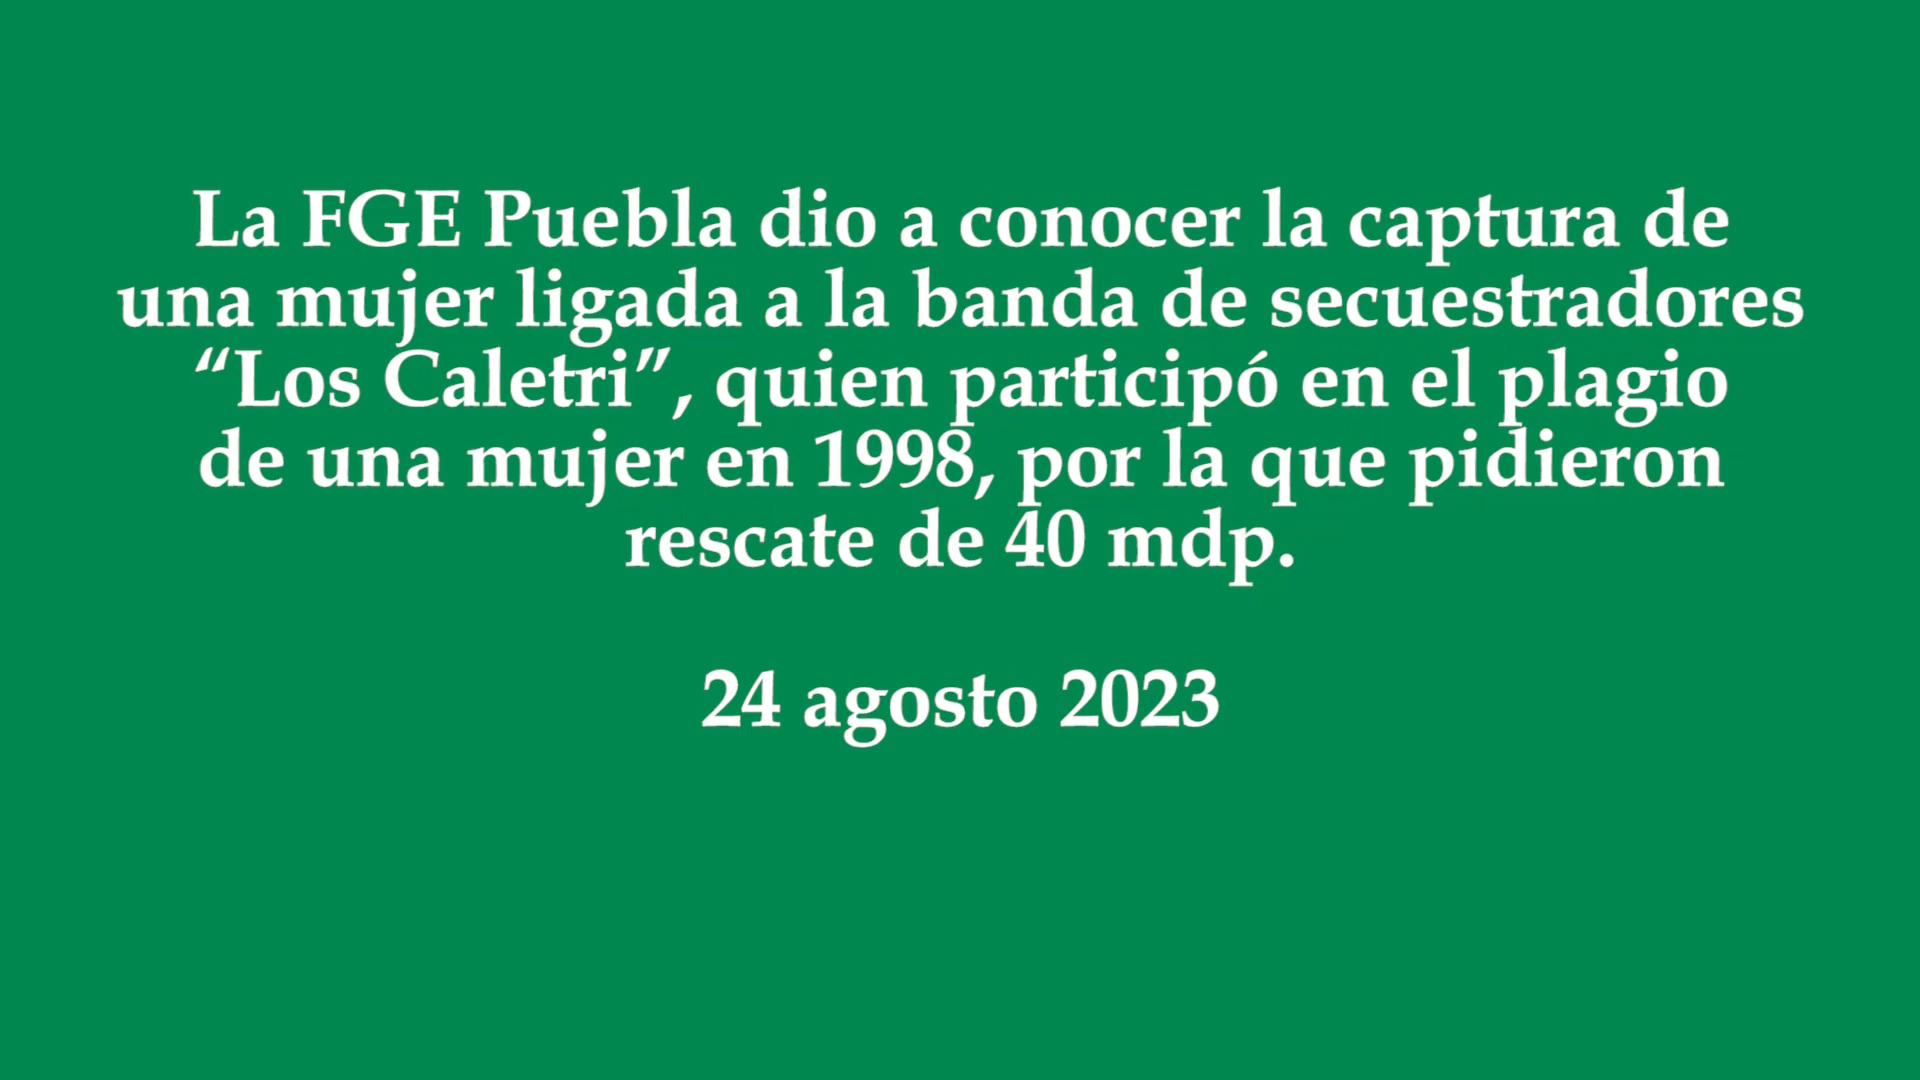 La FGE Puebla dio a conocer la captura de
una mujer ligada a la banda de secuestradores
“Los Caletri”, quien participó en el plagio
de una mujer en 1998, por la que pidieron
rescate de 40 mdp.
24 agosto 2023